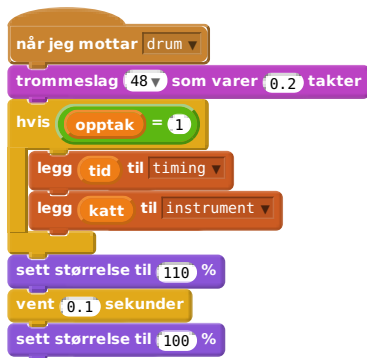 når jeg mottar drum▼
trommeslag 48▼ som varer 0.2 takter
hvis opptak = 1
legg tid til timing▼
legg katt til instrument▼
sett størrelse til 110 %
vent 0.1 sekunder
sett størrelse til 100 %